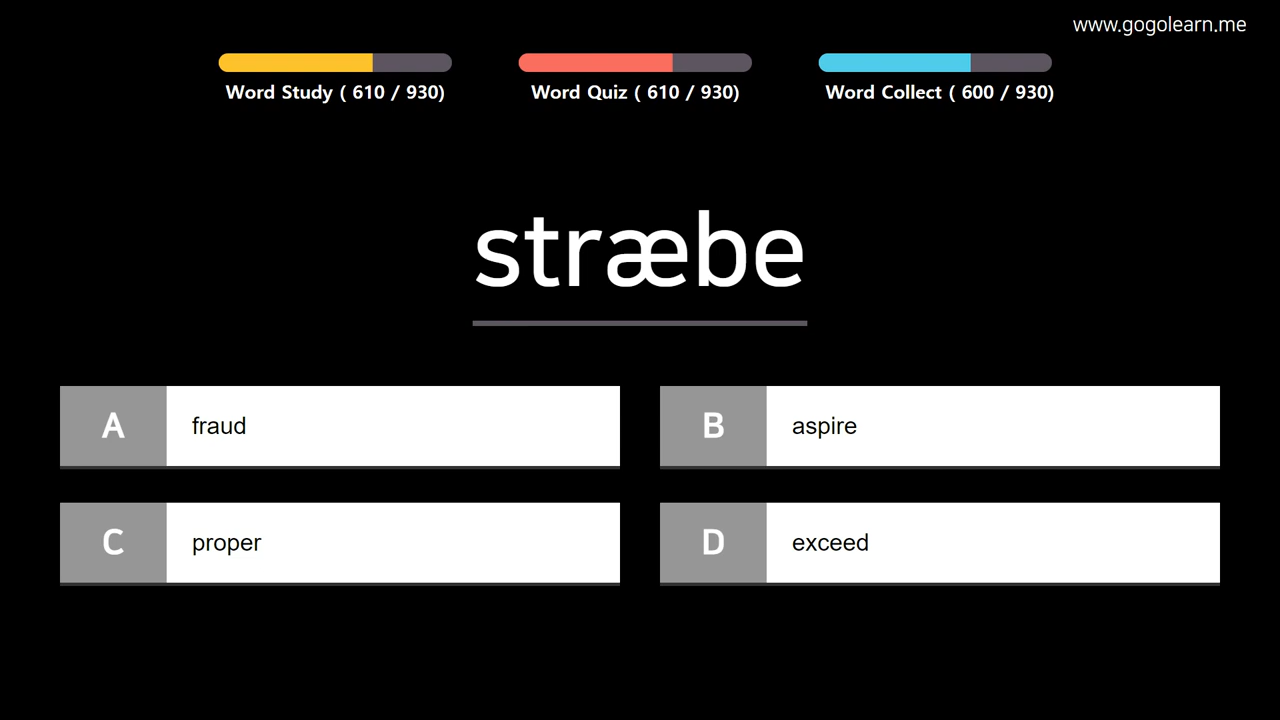 www.gogolearn.me
Word Study ( 610 / 930)
Word Quiz ( 610 / 930)
Word Collect ( 600 / 930)
stræbe
A fraud
B aspire
C proper
D exceed